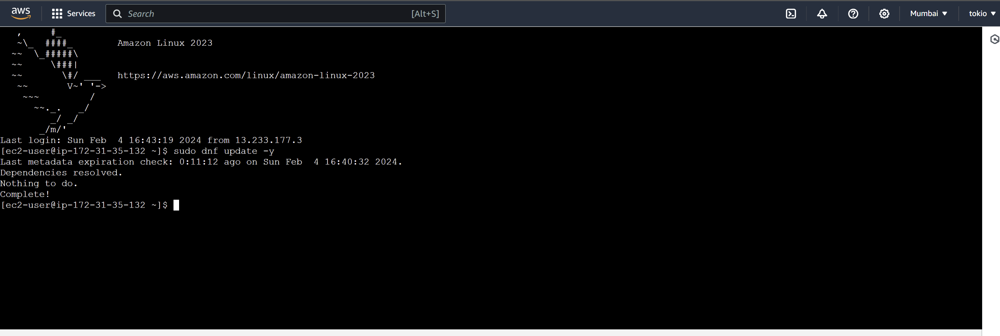 aws Services Search [Alt+S] Mumbai tokio
   ,     #_
   ~\_  ####_        Amazon Linux 2023
  ~~  \_#####\
  ~~     \###|
  ~~       \#/ ___   https://aws.amazon.com/linux/amazon-linux-2023
   ~~       V~' '->
    ~~~         /
      ~~._.   _/
         _/ _/
       _/m/'
Last login: Sun Feb  4 16:43:19 2024 from 13.233.177.3
[ec2-user@ip-172-31-35-132 ~]$ sudo dnf update -y
Last metadata expiration check: 0:11:12 ago on Sun Feb  4 16:40:32 2024.
Dependencies resolved.
Nothing to do.
Complete!
[ec2-user@ip-172-31-35-132 ~]$